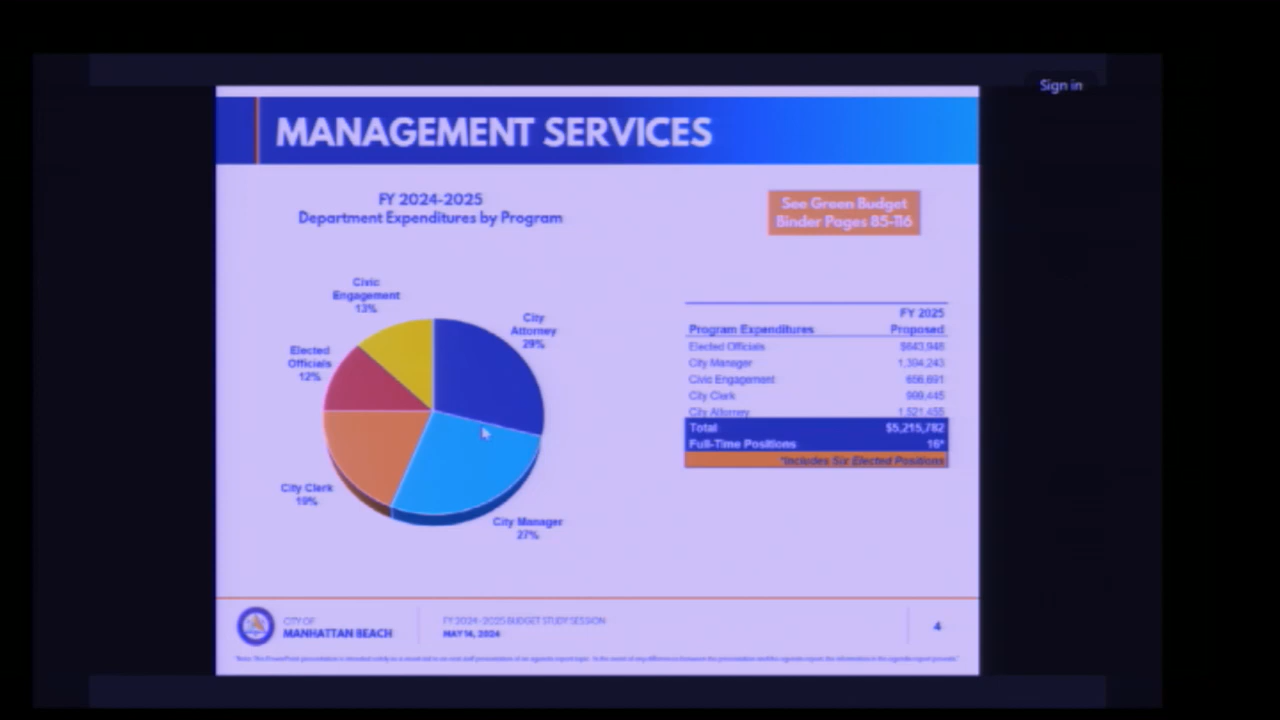 Sign in
MANAGEMENT SERVICES
FY 2024-2025
Department Expenditures by Program
See Green Budget
Binder Pages 85-116
Civic
Engagement
13%
City
Attorney
29%
Elected
Officials
12%
City Clerk
19%
City Manager
27%
FY 2025
Program Expenditures Proposed
Elected Officials $643,948
City Manager 1,394,243
Civic Engagement 656,691
City Clerk 999,445
City Attorney 1,521,455
Total $5,215,782
Full-Time Positions 16*
*Includes Six Elected Positions
CITY OF
MANHATTAN BEACH
FY 2024-2025 BUDGET STUDY SESSION
MAY 14, 2024
4